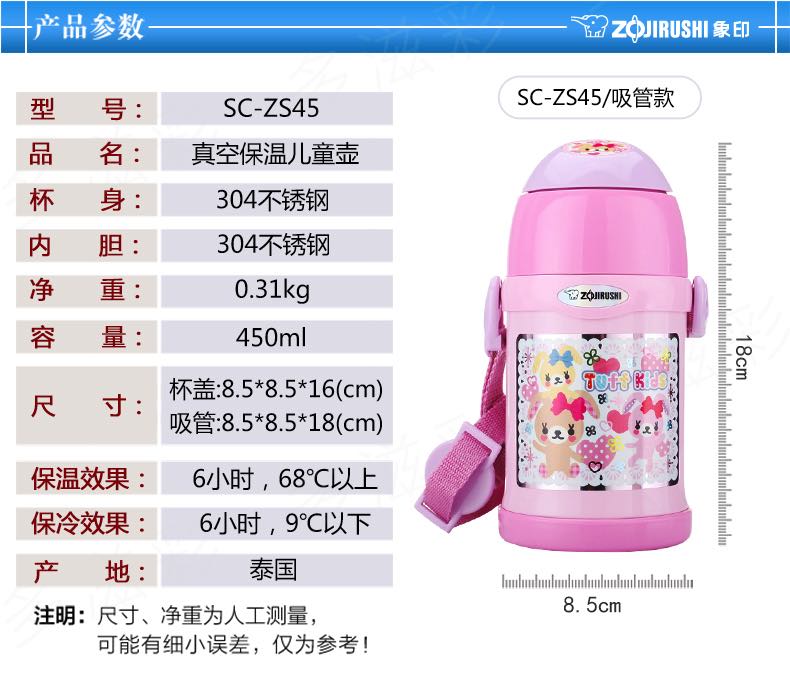 产品参数
ZOJIRUSHI 象印
SC-ZS45/吸管款
型 号： SC-ZS45
品 名： 真空保温儿童壶
杯 身： 304不锈钢
内 胆： 304不锈钢
净 重： 0.31kg
容 量： 450ml
尺 寸： 杯盖:8.5*8.5*16(cm)
吸管:8.5*8.5*18(cm)
保温效果： 6小时，68℃以上
保冷效果： 6小时，9℃以下
产 地： 泰国
注明：尺寸、净重为人工测量，
可能有细小误差，仅为参考！
ZOJIRUSHI
Tuff Kids
18cm
8.5cm
多滋彩